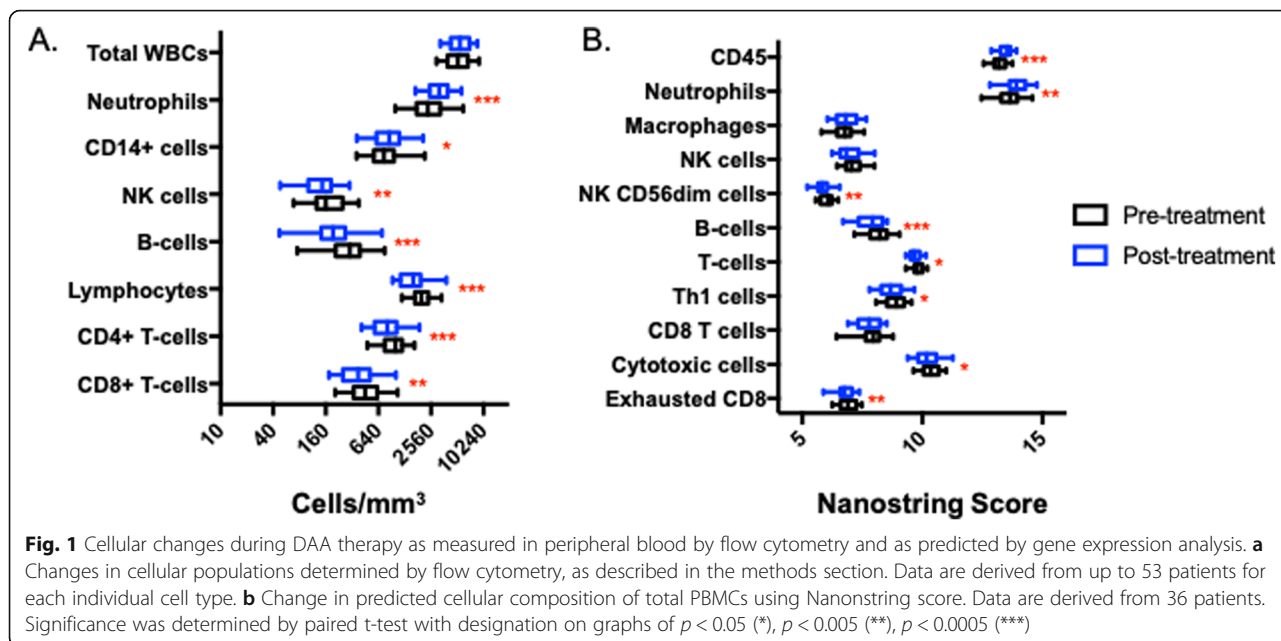 A.
Total WBCs
Neutrophils
***
CD14+ cells
*
NK cells
**
B-cells
***
Lymphocytes
***
CD4+ T-cells
***
CD8+ T-cells
**
10
40
160
640
2560
10240
Cells/mm³
B.
CD45
***
Neutrophils
**
Macrophages
NK cells
NK CD56dim cells
**
B-cells
***
T-cells
*
Th1 cells
*
CD8 T cells
Cytotoxic cells
*
Exhausted CD8
**
5
10
15
Nanostring Score
Pre-treatment
Post-treatment
Fig. 1 Cellular changes during DAA therapy as measured in peripheral blood by flow cytometry and as predicted by gene expression analysis. a
Changes in cellular populations determined by flow cytometry, as described in the methods section. Data are derived from up to 53 patients for
each individual cell type. b Change in predicted cellular composition of total PBMCs using Nanonstring score. Data are derived from 36 patients.
Significance was determined by paired t-test with designation on graphs of p < 0.05 (*), p < 0.005 (**), p < 0.0005 (***)